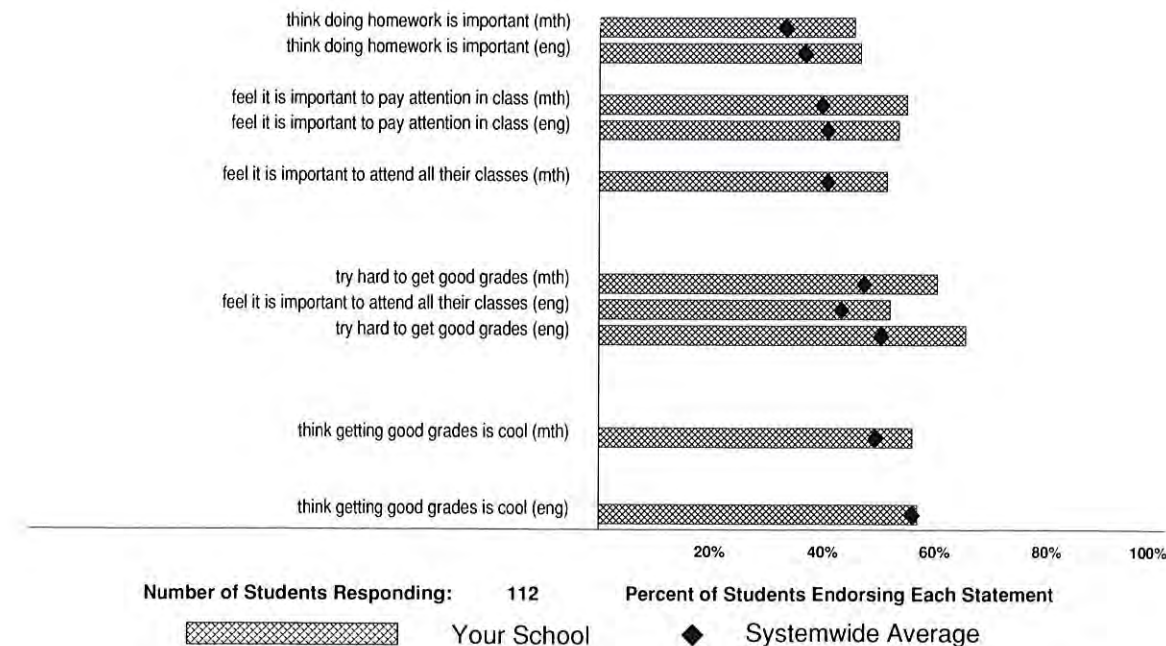 think doing homework is important (mth)
think doing homework is important (eng)
feel it is important to pay attention in class (mth)
feel it is important to pay attention in class (eng)
feel it is important to attend all their classes (mth)
try hard to get good grades (mth)
feel it is important to attend all their classes (eng)
try hard to get good grades (eng)
think getting good grades is cool (mth)
think getting good grades is cool (eng)
20% 40% 60% 80% 100%
Number of Students Responding: 112 Percent of Students Endorsing Each Statement
Your School Systemwide Average